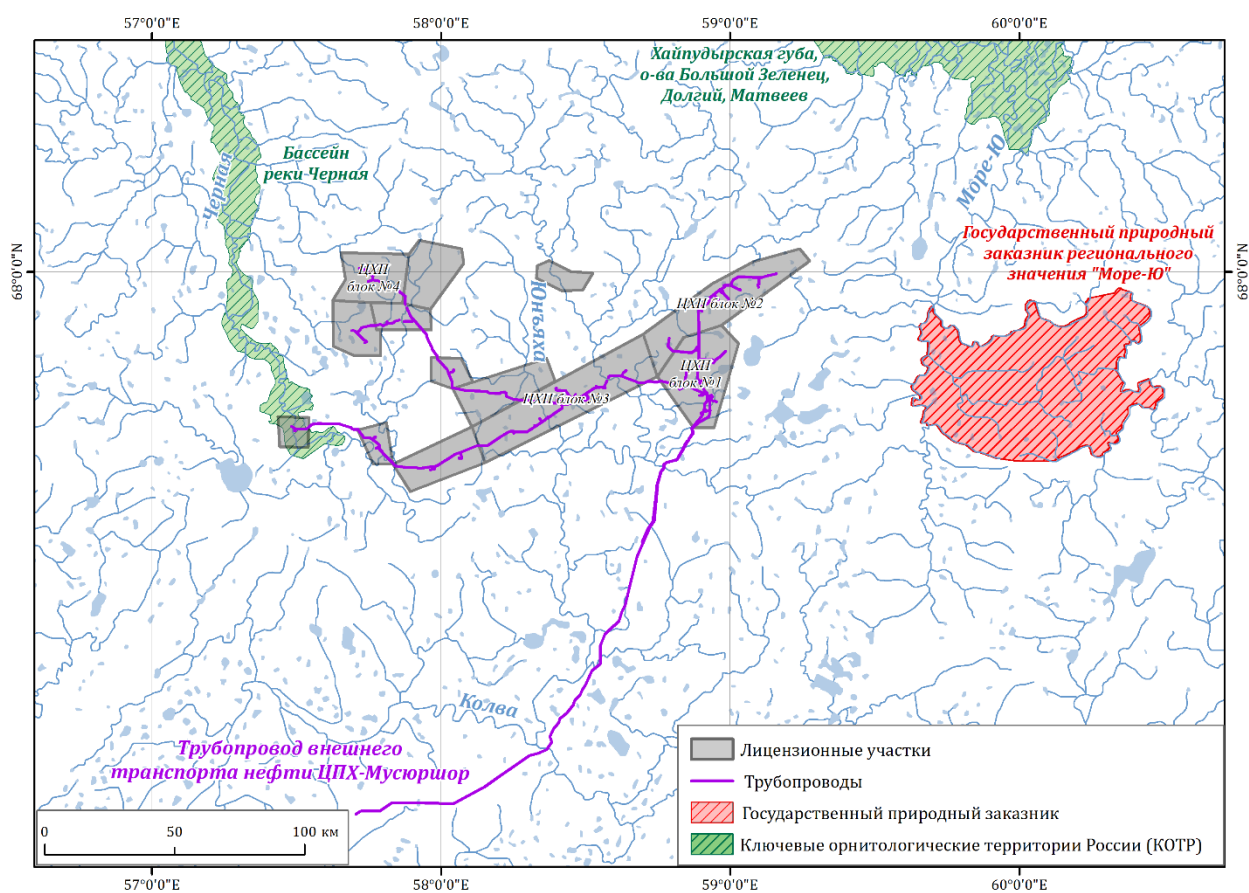 57°0'0"E
58°0'0"E
59°0'0"E
60°0'0"E
Хайпудырская губа,
о-ва Большой Зеленец,
Долгий, Матвеев
Бассейн
реки Черная
Черная
Море-Ю
68°0'0"N
68°0'0"N
Государственный природный
заказник регионального
значения "Море-Ю"
ЦХП
блок №4
Юнъяха
ЦХП блок №2
ЦХП
блок №1
ЦХП блок №3
Колва
Трубопровод внешнего
транспорта нефти ЦПХ-Мусюршор
Лицензионные участки
Трубопроводы
Государственный природный заказник
Ключевые орнитологические территории России (КОТР)
0
50
100 км
57°0'0"E
58°0'0"E
59°0'0"E
60°0'0"E